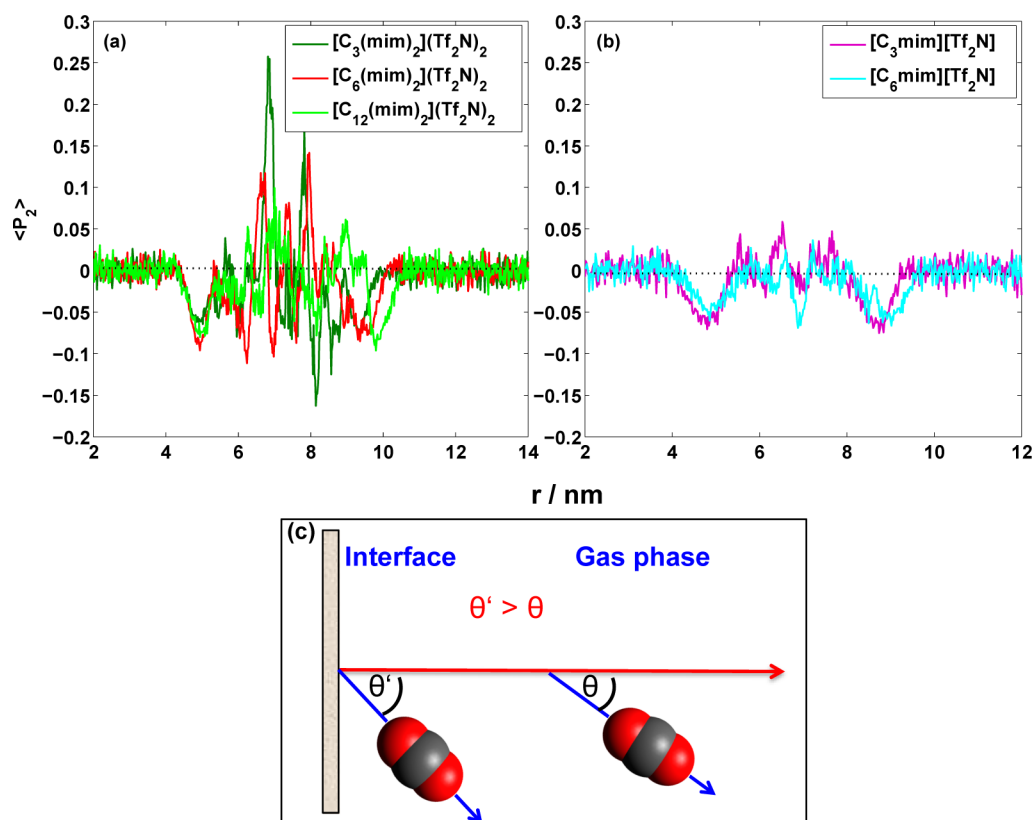 (a)
[C3(mim)2](Tf2N)2
[C6(mim)2](Tf2N)2
[C12(mim)2](Tf2N)2
0.3
0.25
0.2
0.15
0.1
0.05
0
−0.05
−0.1
−0.15
−0.2
<P2>
2 4 6 8 10 12 14
(b)
[C3mim][Tf2N]
[C6mim][Tf2N]
0.3
0.25
0.2
0.15
0.1
0.05
0
−0.05
−0.1
−0.15
−0.2
2 4 6 8 10 12
r / nm
(c)
Interface Gas phase
θ‘ > θ
θ‘ θ